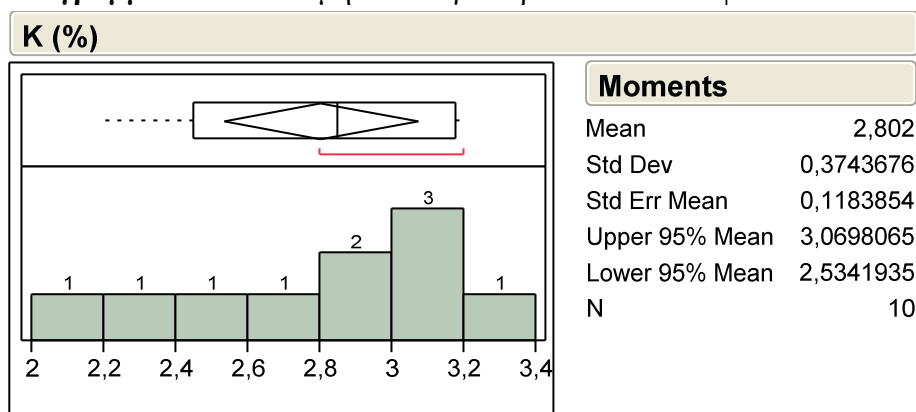 K (%)
Moments
Mean 2,802
Std Dev 0,3743676
Std Err Mean 0,1183854
Upper 95% Mean 3,0698065
Lower 95% Mean 2,5341935
N 10
1 1 1 1 2 3 1
2 2,2 2,4 2,6 2,8 3 3,2 3,4